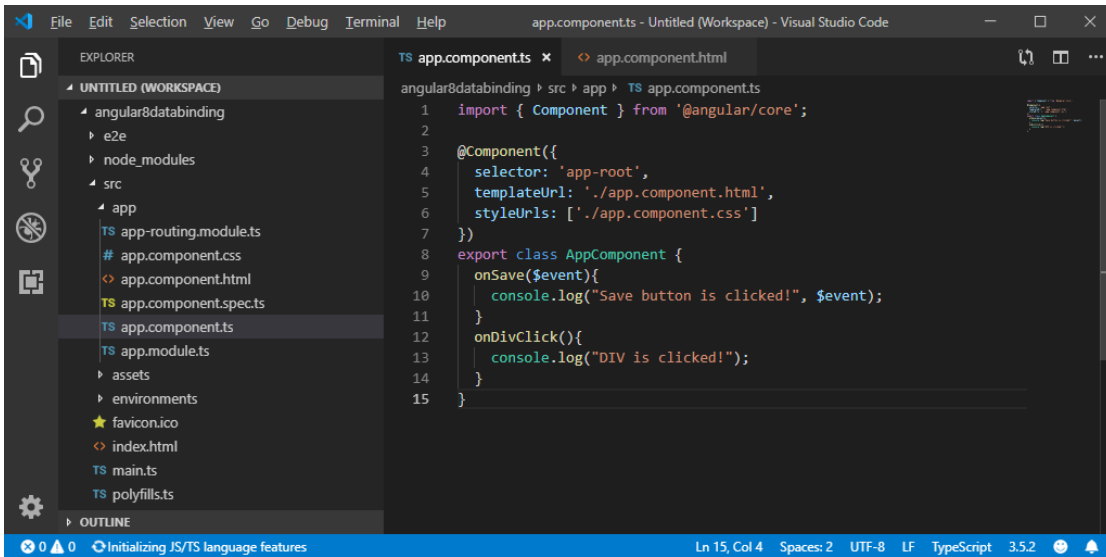 File Edit Selection View Go Debug Terminal Help app.component.ts - Untitled (Workspace) - Visual Studio Code
EXPLORER
UNTITLED (WORKSPACE)
angular8databinding
e2e
node_modules
src
app
TS app-routing.module.ts
# app.component.css
<> app.component.html
TS app.component.spec.ts
TS app.component.ts
TS app.module.ts
assets
environments
favicon.ico
<> index.html
TS main.ts
TS polyfills.ts
OUTLINE
TS app.component.ts × <> app.component.html
angular8databinding src app TS app.component.ts
1 import { Component } from '@angular/core';
2
3 @Component({
4 selector: 'app-root',
5 templateUrl: './app.component.html',
6 styleUrls: ['./app.component.css']
7 })
8 export class AppComponent {
9 onSave($event){
10 console.log("Save button is clicked!", $event);
11 }
12 onDivClick(){
13 console.log("DIV is clicked!");
14 }
15 }
0 0 Initializing JS/TS language features Ln 15, Col 4 Spaces: 2 UTF-8 LF TypeScript 3.5.2